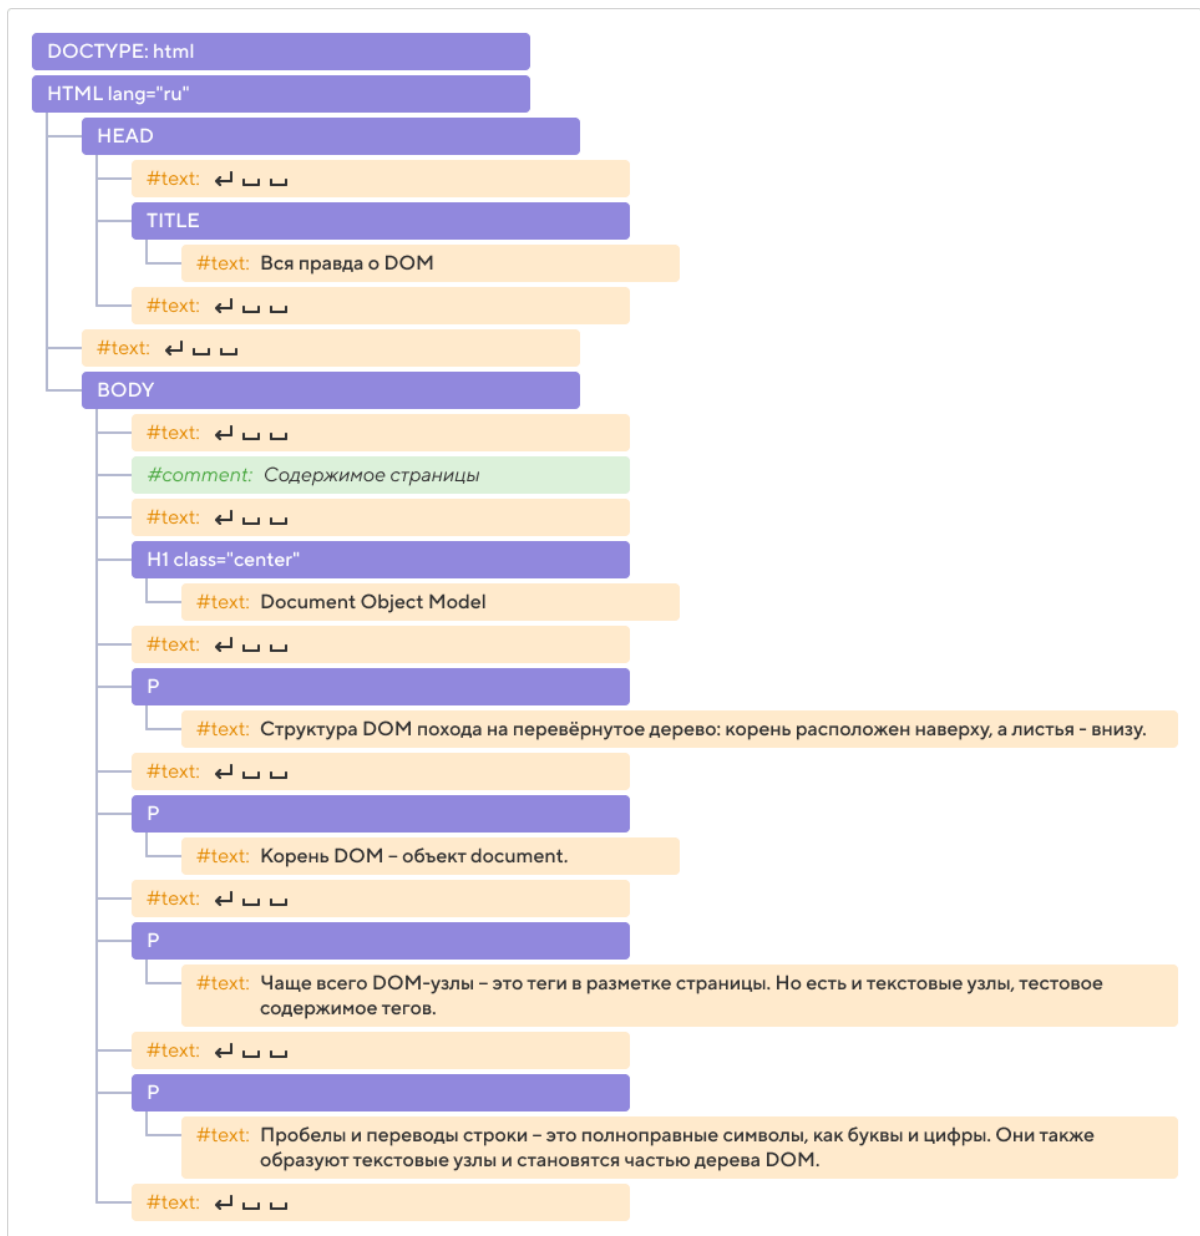 DOCTYPE: html
HTML lang="ru"
HEAD
#text: ↵ ␣ ␣
TITLE
#text: Вся правда о DOM
#text: ↵ ␣ ␣
#text: ↵ ␣ ␣
BODY
#text: ↵ ␣ ␣
#comment: Содержимое страницы
#text: ↵ ␣ ␣
H1 class="center"
#text: Document Object Model
#text: ↵ ␣ ␣
P
#text: Структура DOM похода на перевёрнутое дерево: корень расположен наверху, а листья - внизу.
#text: ↵ ␣ ␣
P
#text: Корень DOM – объект document.
#text: ↵ ␣ ␣
P
#text: Чаще всего DOM-узлы – это теги в разметке страницы. Но есть и текстовые узлы, тестовое
содержимое тегов.
#text: ↵ ␣ ␣
P
#text: Пробелы и переводы строки – это полноправные символы, как буквы и цифры. Они также
образуют текстовые узлы и становятся частью дерева DOM.
#text: ↵ ␣ ␣